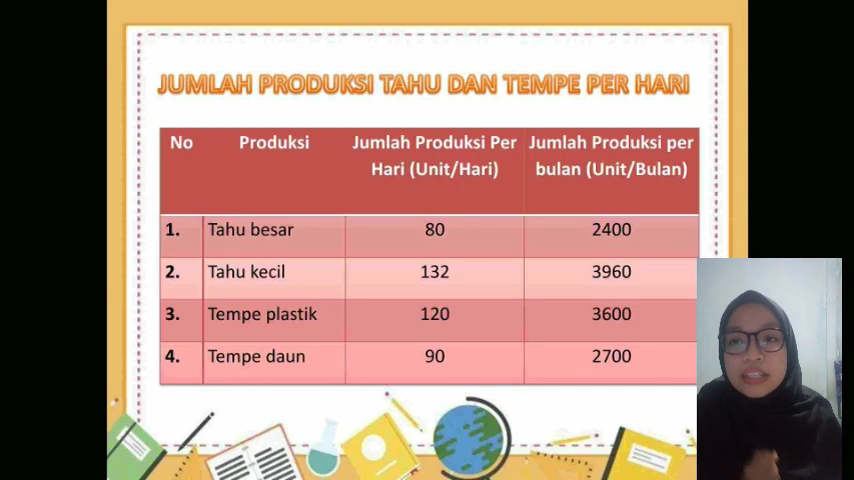 JUMLAH PRODUKSI TAHU DAN TEMPE PER HARI
No Produksi Jumlah Produksi Per Hari (Unit/Hari) Jumlah Produksi per bulan (Unit/Bulan)
1. Tahu besar 80 2400
2. Tahu kecil 132 3960
3. Tempe plastik 120 3600
4. Tempe daun 90 2700